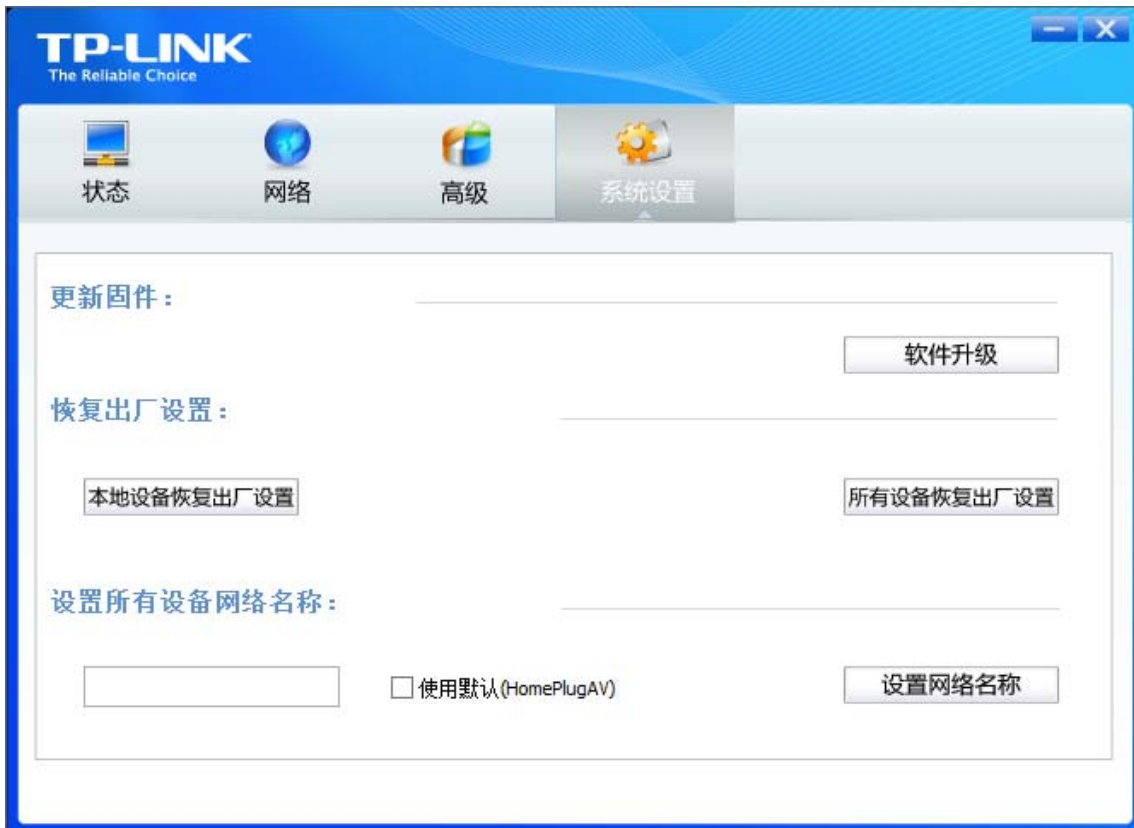 TP-LINK
The Reliable Choice
状态 网络 高级 系统设置
更新固件：
软件升级
恢复出厂设置：
本地设备恢复出厂设置 所有设备恢复出厂设置
设置所有设备网络名称：
使用默认(HomePlugAV) 设置网络名称